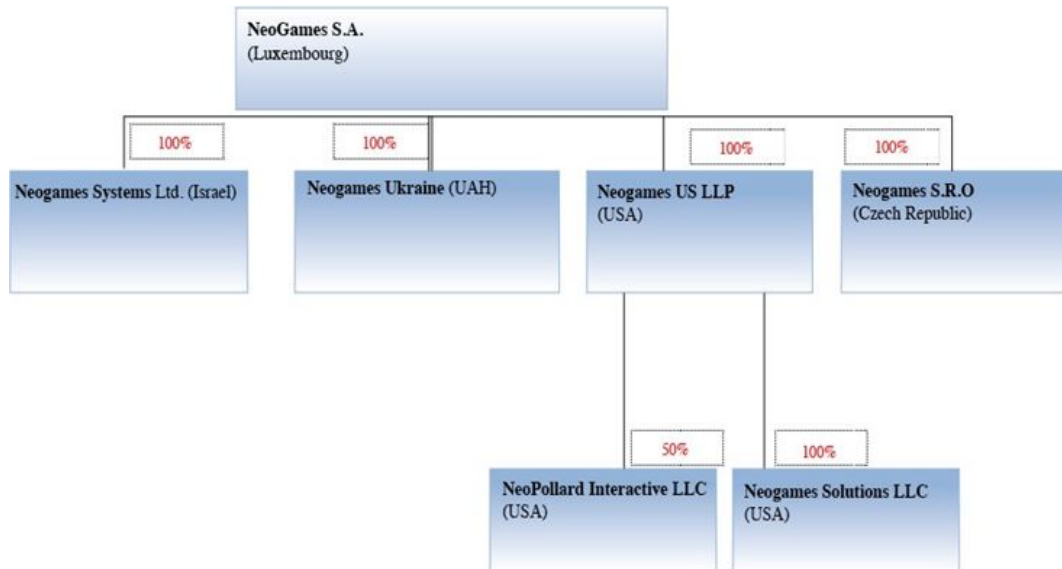 NeoGames S.A.
(Luxembourg)
100%
100%
100%
100%
Neogames Systems Ltd. (Israel)
Neogames Ukraine (UAH)
Neogames US LLP
(USA)
Neogames S.R.O
(Czech Republic)
50%
100%
NeoPollard Interactive LLC
(USA)
Neogames Solutions LLC
(USA)